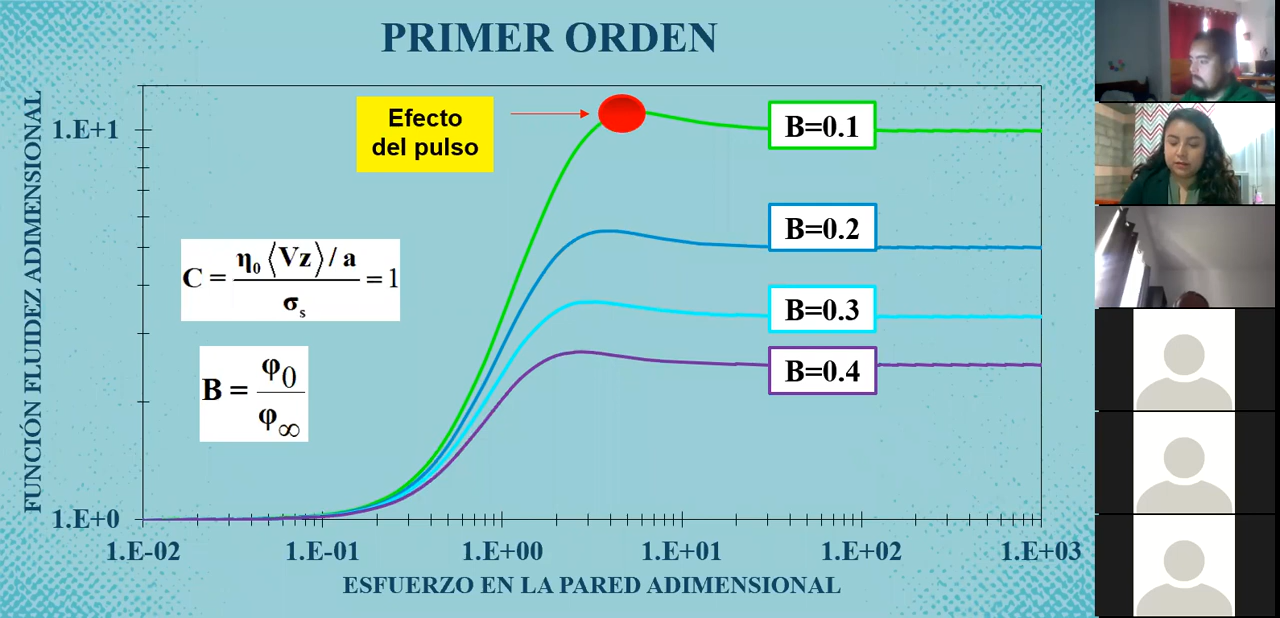 PRIMER ORDEN
FUNCIÓN FLUIDEZ ADIMENSIONAL
1.E+1
1.E+0
Efecto
del pulso
B=0.1
B=0.2
B=0.3
B=0.4
C = η₀ ⟨Vz⟩ / a / σₛ = 1
B = φ₀ / φ∞
1.E-02 1.E-01 1.E+00 1.E+01 1.E+02 1.E+03
ESFUERZO EN LA PARED ADIMENSIONAL